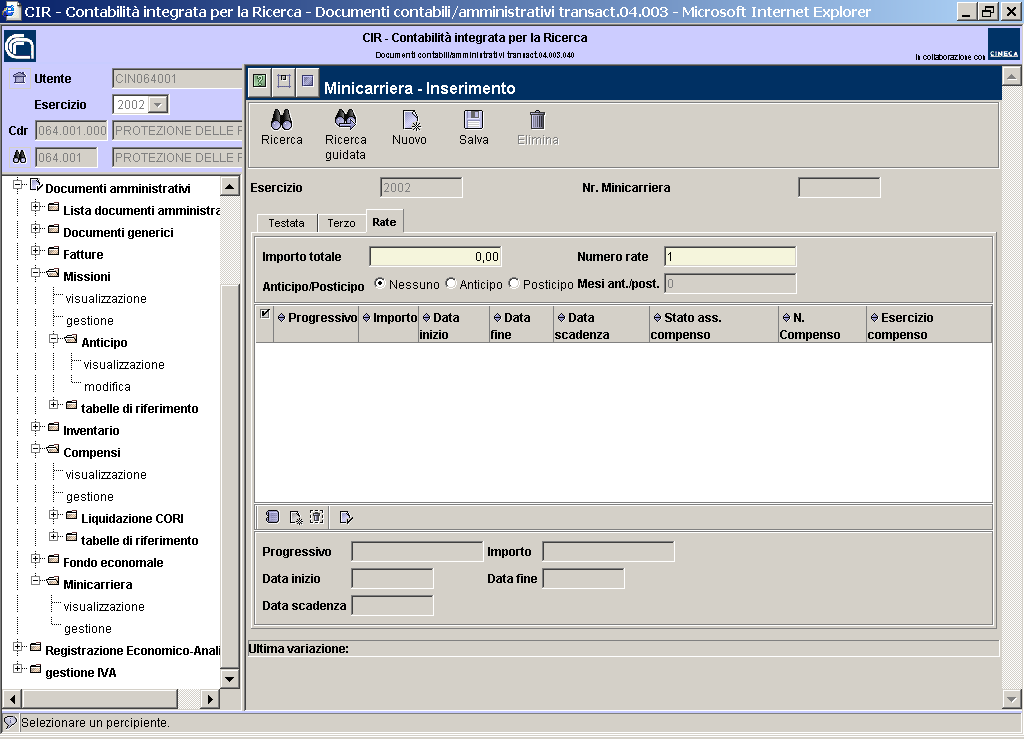 CIR - Contabilità integrata per la Ricerca - Documenti contabili/amministrativi transact.04.003 - Microsoft Internet Explorer
CIR - Contabilità integrata per la Ricerca
Documenti contabili/amministrativi transact.04.003.040
In collaborazione con
CINECA
Utente CIN064001
Esercizio 2002
Cdr 064.001.000 PROTEZIONE DELLE F
064.001 PROTEZIONE DELLE F
Documenti amministrativi
Lista documenti amministra
Documenti generici
Fatture
Missioni
visualizzazione
gestione
Anticipo
visualizzazione
modifica
tabelle di riferimento
Inventario
Compensi
visualizzazione
gestione
Liquidazione CORI
tabelle di riferimento
Fondo economale
Minicarriera
visualizzazione
gestione
Registrazione Economico-Anali
gestione IVA
Minicarriera - Inserimento
Ricerca Ricerca guidata Nuovo Salva Elimina
Esercizio 2002 Nr. Minicarriera
Testata Terzo Rate
Importo totale 0,00 Numero rate 1
Anticipo/Posticipo Nessuno Anticipo Posticipo Mesi ant./post. 0
Progressivo Importo Data inizio Data fine Data scadenza Stato ass. compenso N. Compenso Esercizio compenso
Progressivo Importo
Data inizio Data fine
Data scadenza
Ultima variazione:
Selezionare un percipiente.